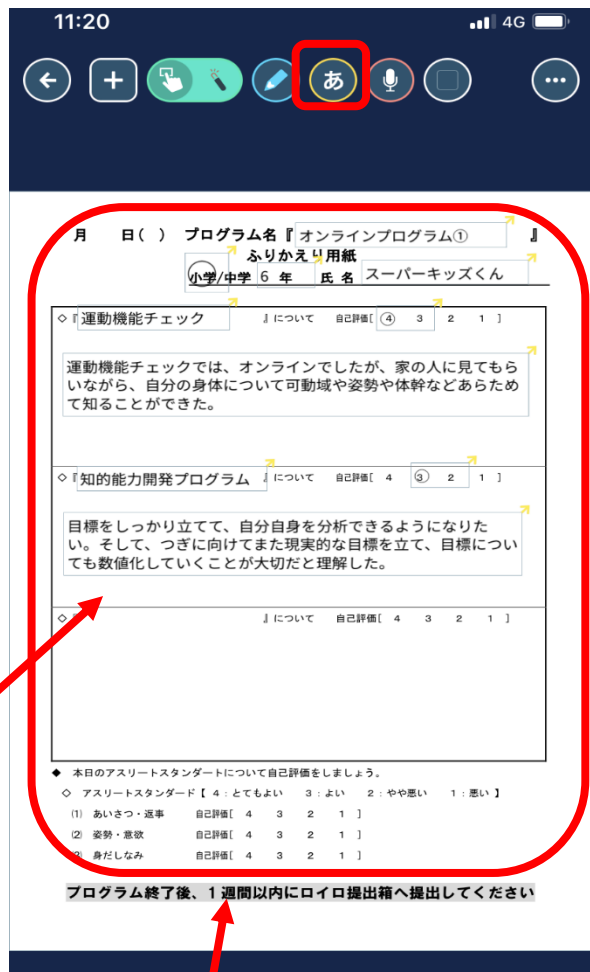 11:20 4G
あ
月 日( ) プログラム名『オンラインプログラム① 』
ふりかえり用紙
小学/中学 6 年 氏 名 スーパーキッズくん
◇『運動機能チェック 』について 自己評価[ ④ 3 2 1 ]
運動機能チェックでは、オンラインでしたが、家の人に見てもら
いながら、自分の身体について可動域や姿勢や体幹などあらため
て知ることができた。
◇『知的能力開発プログラム 』について 自己評価[ 4 ③ 2 1 ]
目標をしっかり立てて、自分自身を分析できるようになりた
い。そして、つぎに向けてまた現実的な目標を立て、目標につい
ても数値化していくことが大切だと理解した。
◇『 』について 自己評価[ 4 3 2 1 ]
◆ 本日のアスリートスタンダートについて自己評価をしましょう。
◇ アスリートスタンダード【 4：とてもよい 3：よい 2：やや悪い 1：悪い 】
(1) あいさつ・返事 自己評価[ 4 3 2 1 ]
(2) 姿勢・意欲 自己評価[ 4 3 2 1 ]
(3) 身だしなみ 自己評価[ 4 3 2 1 ]
プログラム終了後、１週間以内にロイロ提出箱へ提出してください